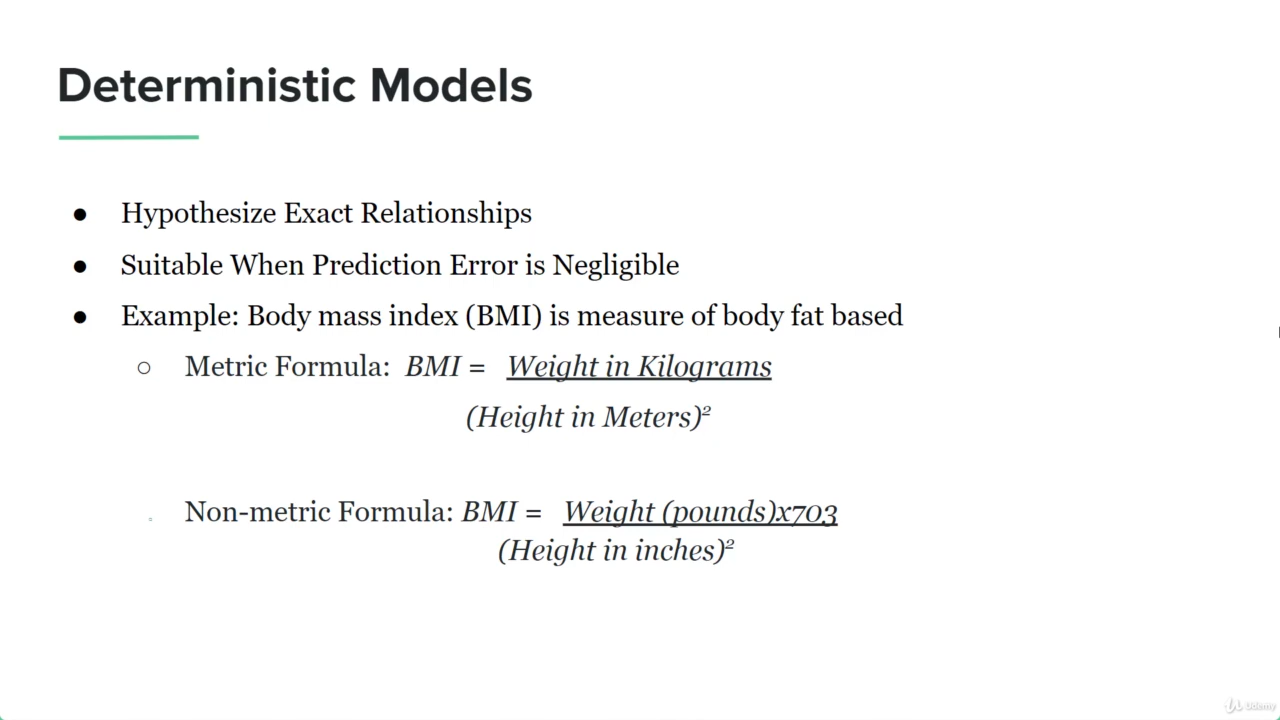 Deterministic Models
● Hypothesize Exact Relationships
● Suitable When Prediction Error is Negligible
● Example: Body mass index (BMI) is measure of body fat based
○ Metric Formula: BMI = Weight in Kilograms
(Height in Meters)²
Non-metric Formula: BMI = Weight (pounds)x703
(Height in inches)²
Udemy